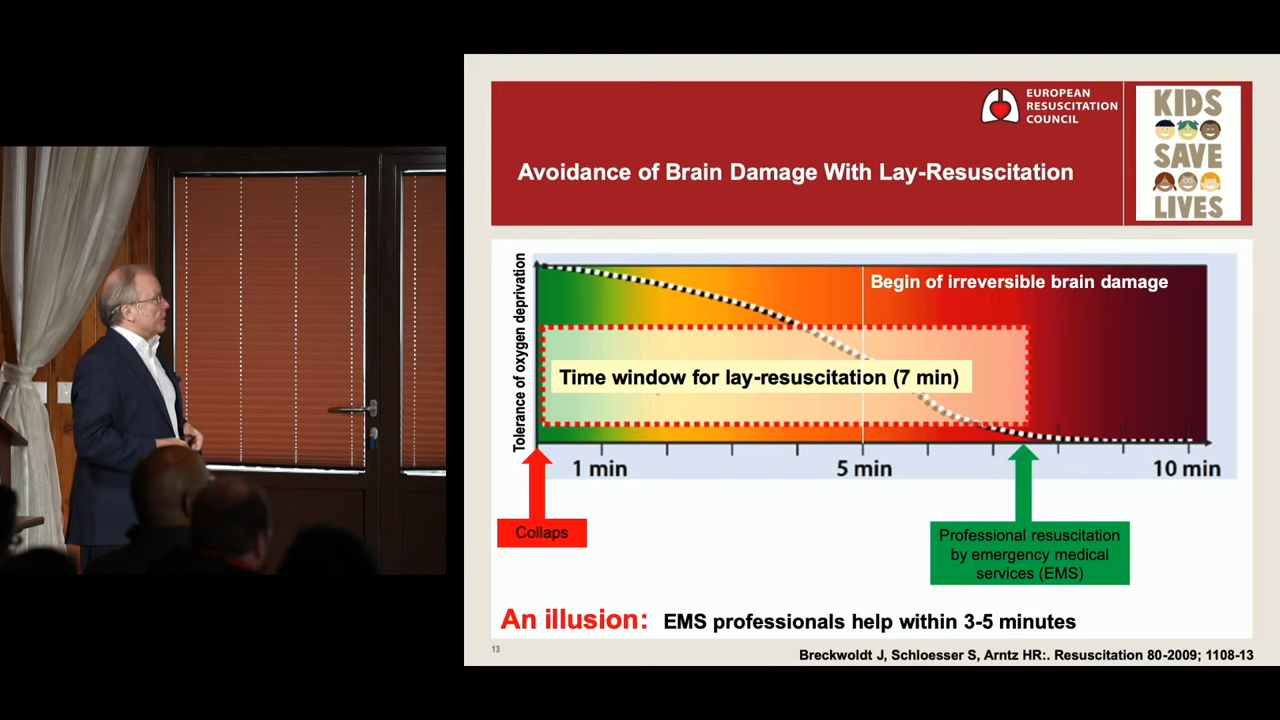 EUROPEAN
RESUSCITATION
COUNCIL
KIDS
SAVE
LIVES
Avoidance of Brain Damage With Lay-Resuscitation
Tolerance of oxygen deprivation
Begin of irreversible brain damage
Time window for lay-resuscitation (7 min)
1 min
5 min
10 min
Collaps
Professional resuscitation
by emergency medical
services (EMS)
An illusion: EMS professionals help within 3-5 minutes
13
Breckwoldt J, Schloesser S, Arntz HR:. Resuscitation 80-2009; 1108-13